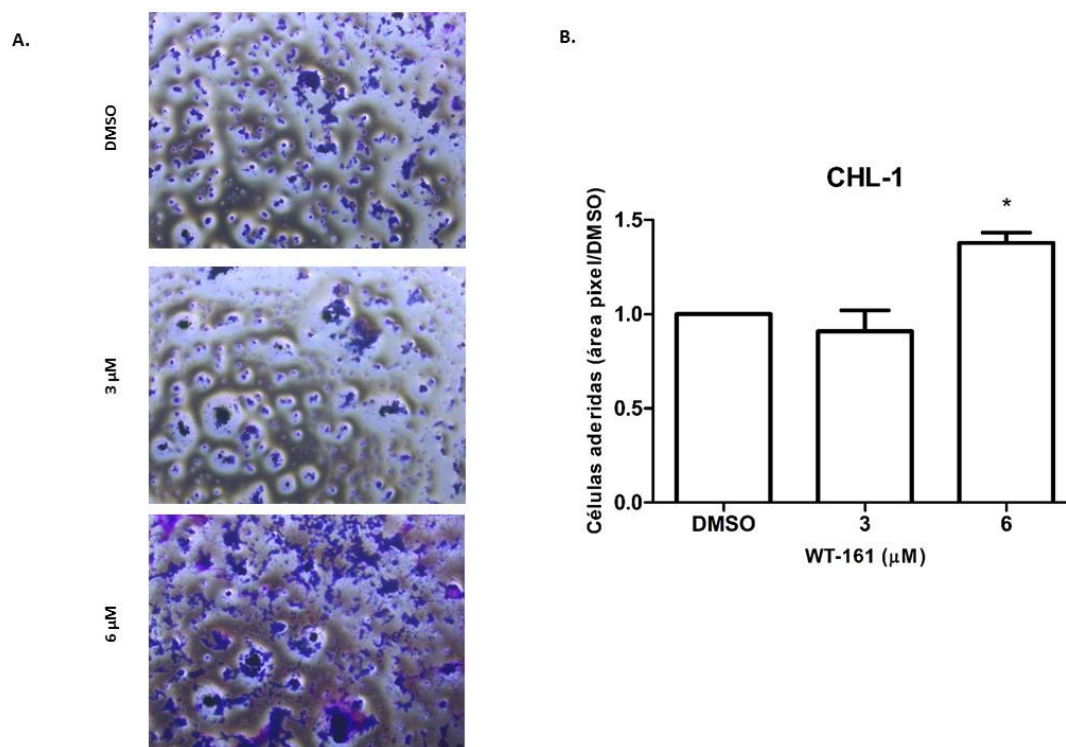 A.
DMSO
3 µM
6 µM
B.
CHL-1
*
Células aderidas (área pixel/DMSO)
1.5
1.0
0.5
0.0
DMSO 3 6
WT-161 (µM)